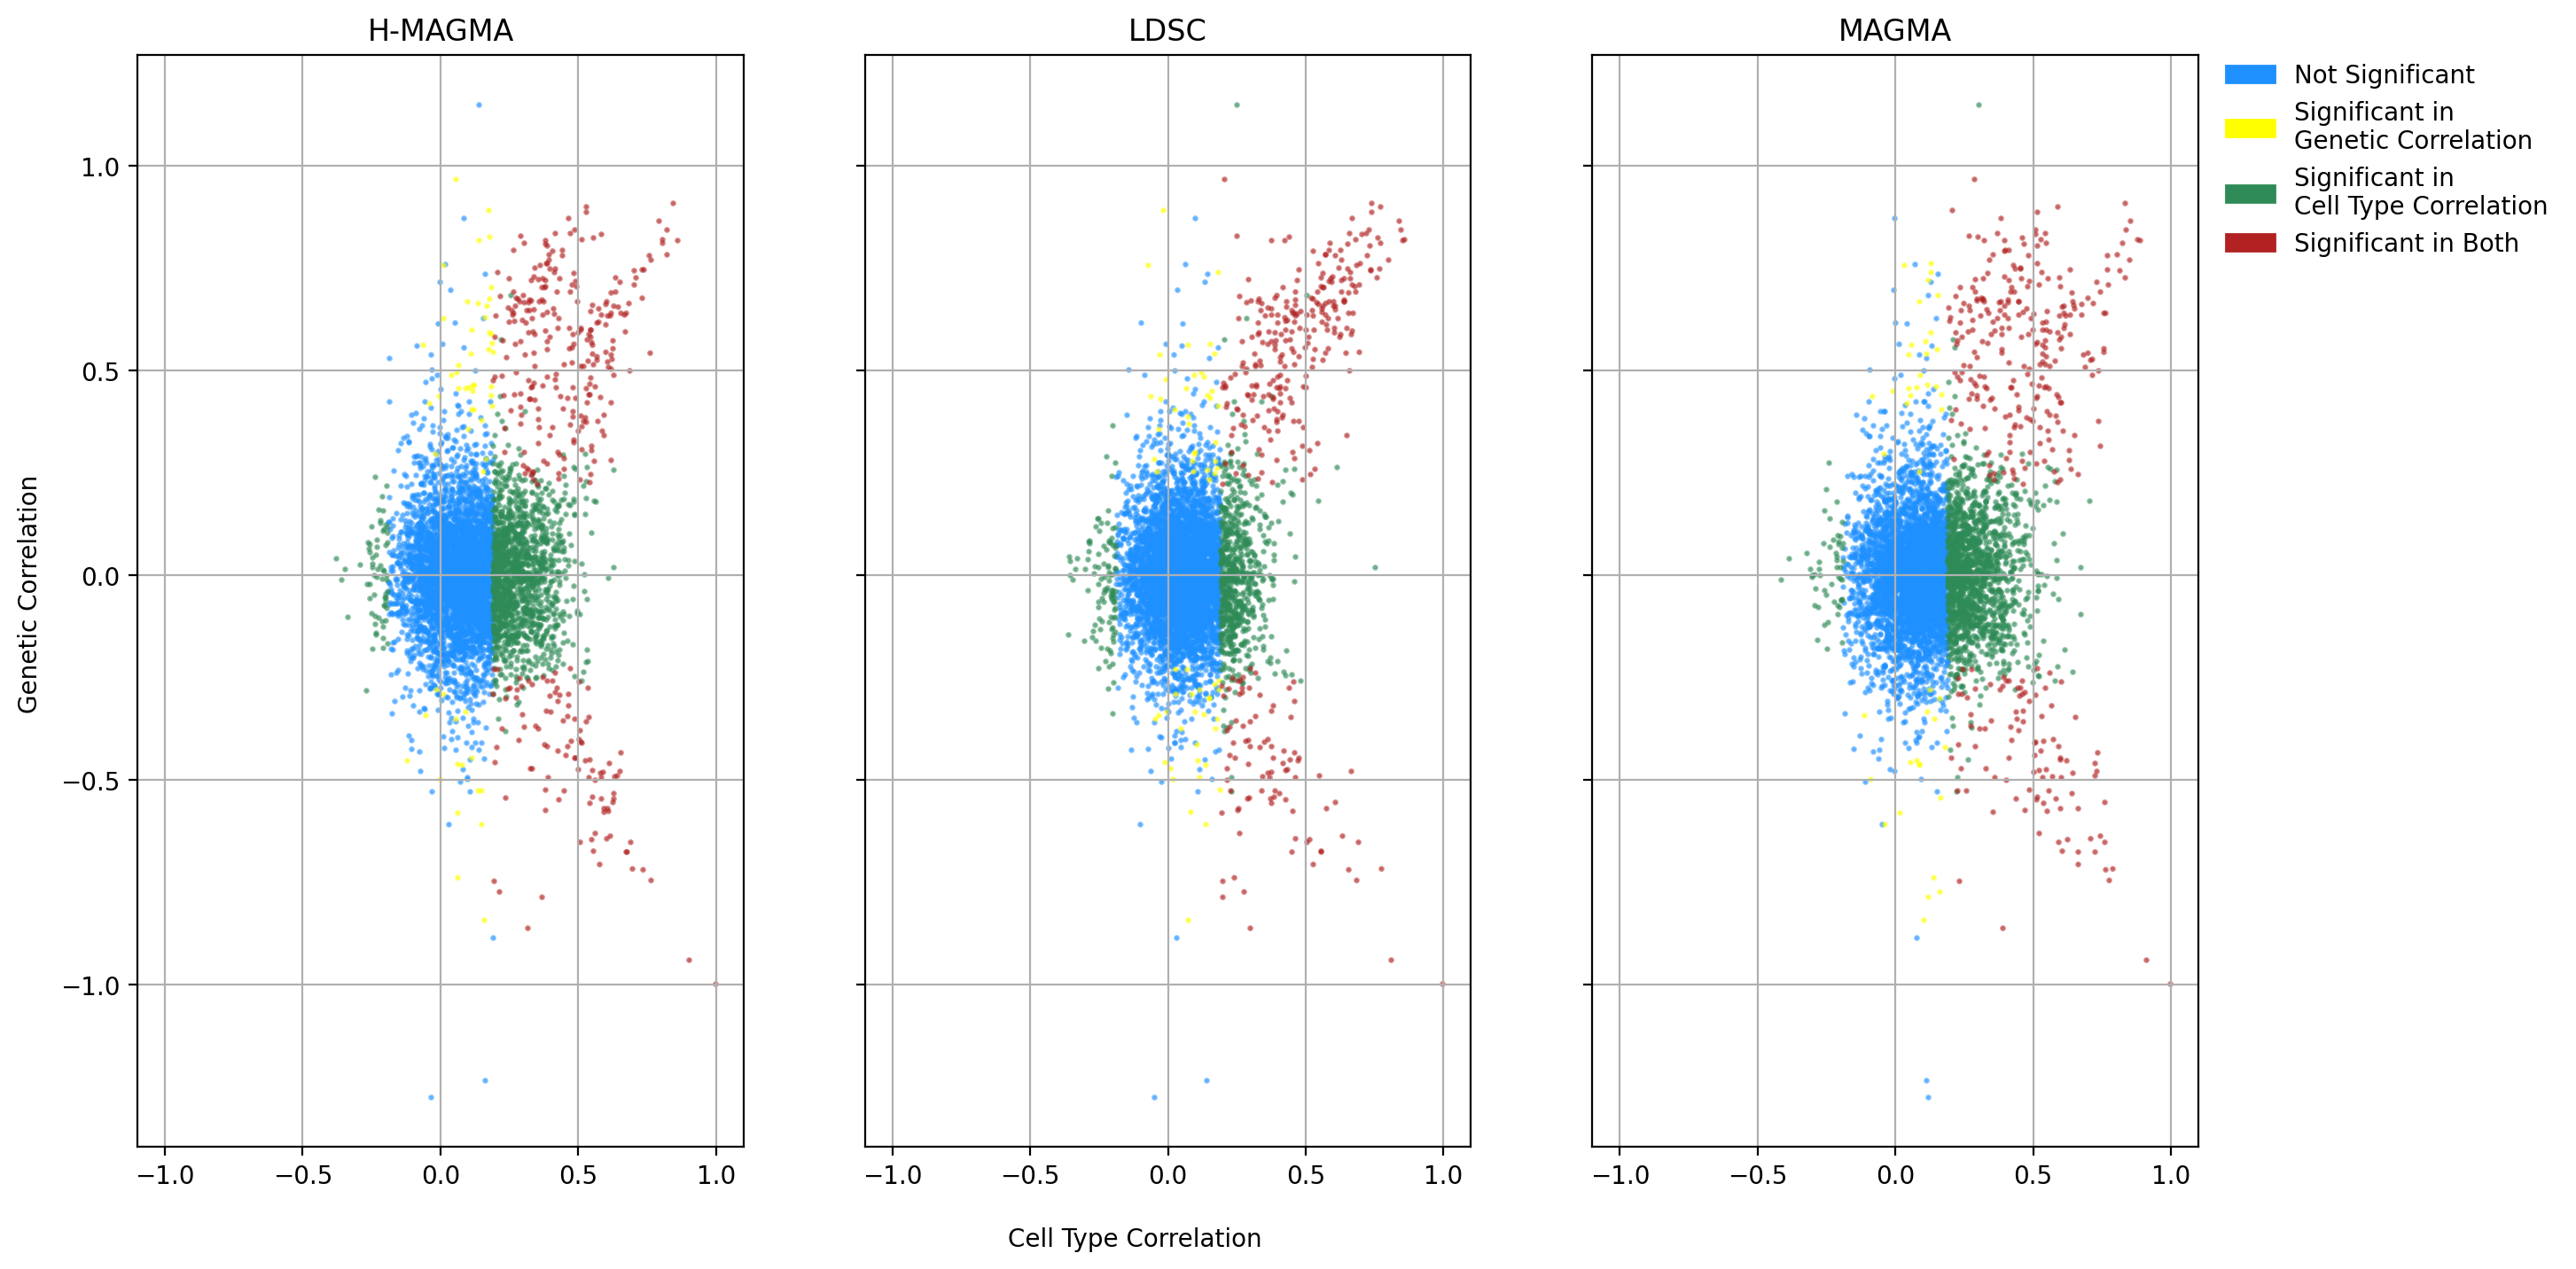 H-MAGMA
LDSC
MAGMA
Not Significant
Significant in
Genetic Correlation
Significant in
Cell Type Correlation
Significant in Both
Genetic Correlation
1.0
0.5
0.0
−0.5
−1.0
−1.0 −0.5 0.0 0.5 1.0
−1.0 −0.5 0.0 0.5 1.0
−1.0 −0.5 0.0 0.5 1.0
Cell Type Correlation